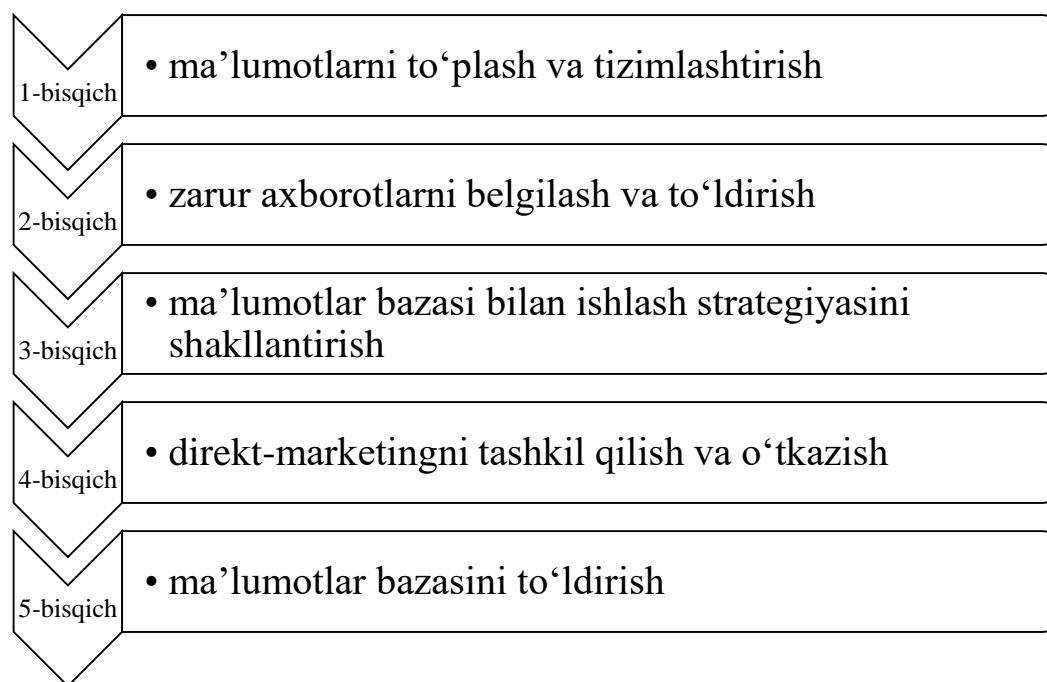 1-bisqich
• ma’lumotlarni to‘plash va tizimlashtirish
2-bisqich
• zarur axborotlarni belgilash va to‘ldirish
3-bisqich
• ma’lumotlar bazasi bilan ishlash strategiyasini
shakllantirish
4-bisqich
• direkt-marketingni tashkil qilish va o‘tkazish
5-bisqich
• ma’lumotlar bazasini to‘ldirish